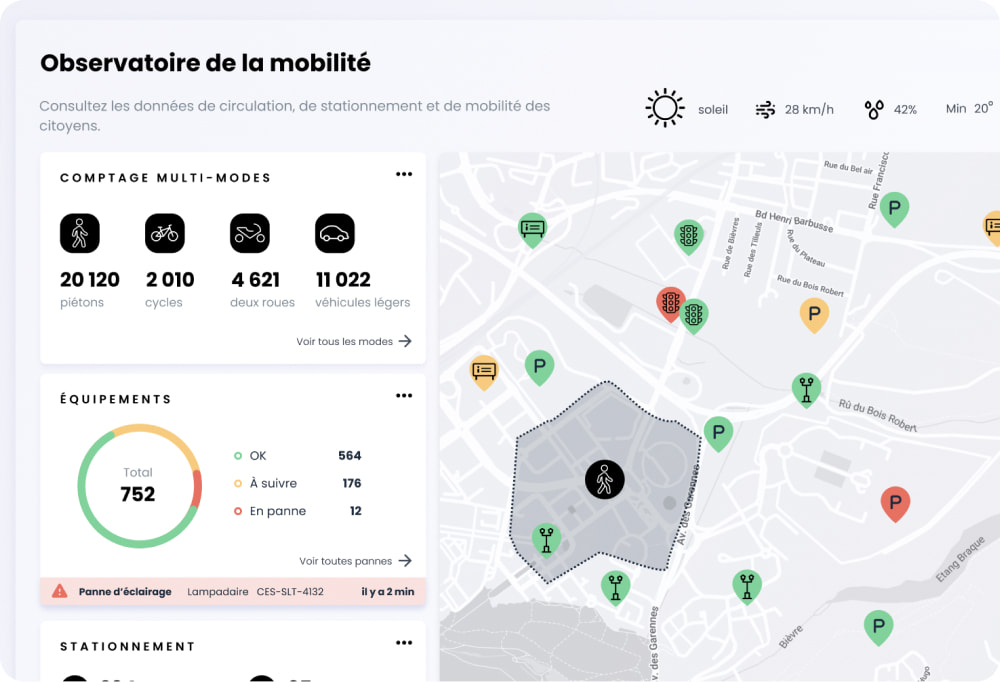 Observatoire de la mobilité
Consultez les données de circulation, de stationnement et de mobilité des
citoyens.
soleil
28 km/h
42%
Min 20°
COMPTAGE MULTI-MODES
20 120
2 010
4 621
11 022
piétons
cycles
deux roues
véhicules légers
Voir tous les modes
ÉQUIPEMENTS
Total
752
OK 564
À suivre 176
En panne 12
Voir toutes pannes
Panne d'éclairage Lampadaire CES-SLT-4132 il y a 2 min
STATIONNEMENT
Rue du Bel air
Rue Francisc
P
Bd Henri Barbusse
Rue de Bièvres
Rue des Tilleuls
Rue du Plateau
Rue du Bois Robert
P
P
Rû du Bois Robert
P
Av. des Garennes
P
Etang Braque
P
Bièvre
Av. des Garennes